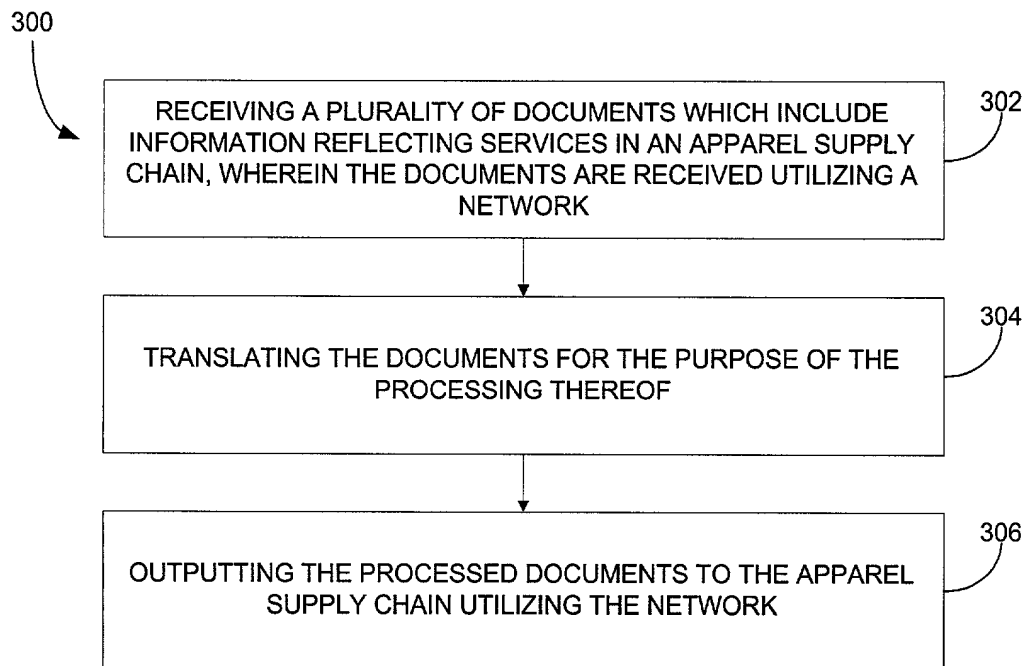 300
RECEIVING A PLURALITY OF DOCUMENTS WHICH INCLUDE
INFORMATION REFLECTING SERVICES IN AN APPAREL SUPPLY
CHAIN, WHEREIN THE DOCUMENTS ARE RECEIVED UTILIZING A
NETWORK
302
TRANSLATING THE DOCUMENTS FOR THE PURPOSE OF THE
PROCESSING THEREOF
304
OUTPUTTING THE PROCESSED DOCUMENTS TO THE APPAREL
SUPPLY CHAIN UTILIZING THE NETWORK
306